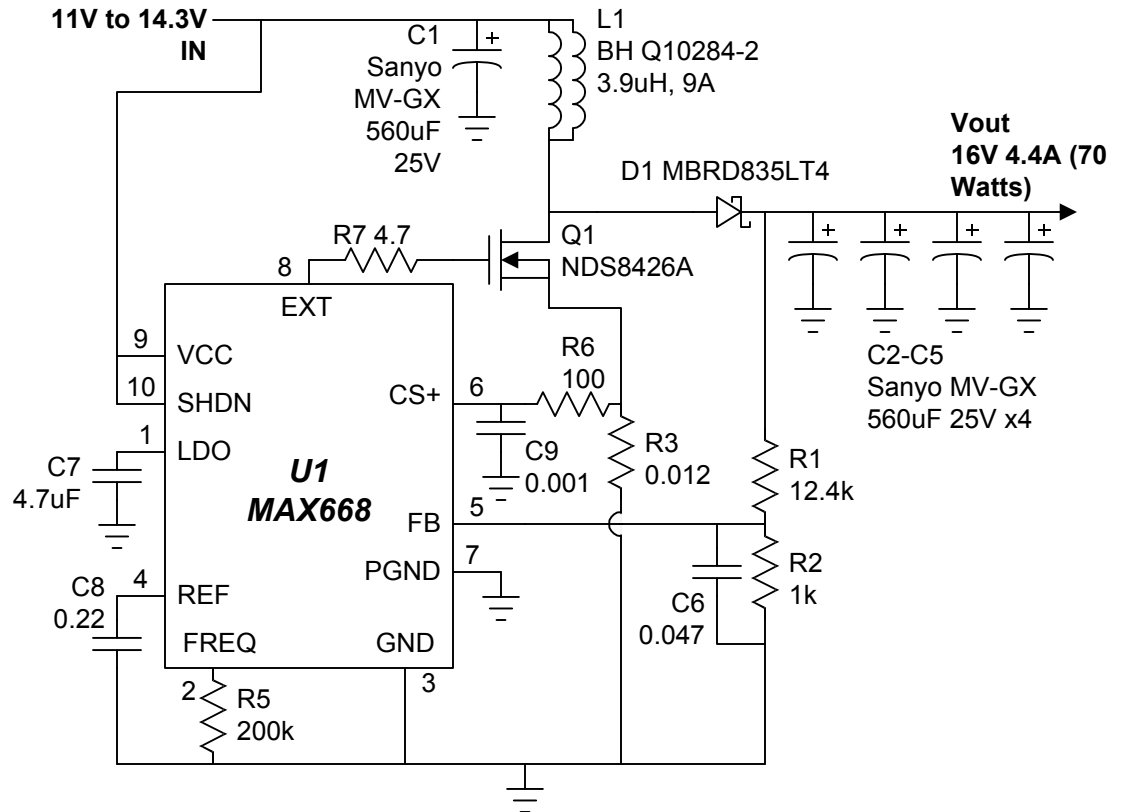 11V to 14.3V
IN
C1
Sanyo
MV-GX
560uF
25V
+
L1
BH Q10284-2
3.9uH, 9A
Vout
16V 4.4A (70
Watts)
D1 MBRD835LT4
+
+
+
+
C2-C5
Sanyo MV-GX
560uF 25V x4
R7 4.7
Q1
NDS8426A
8
EXT
9
VCC
10
SHDN
1
LDO
C7
4.7uF
U1
MAX668
6
CS+
R6
100
C9
0.001
R3
0.012
5
FB
R1
12.4k
R2
1k
C6
0.047
7
PGND
C8
0.22
4
REF
FREQ
GND
2
R5
200k
3